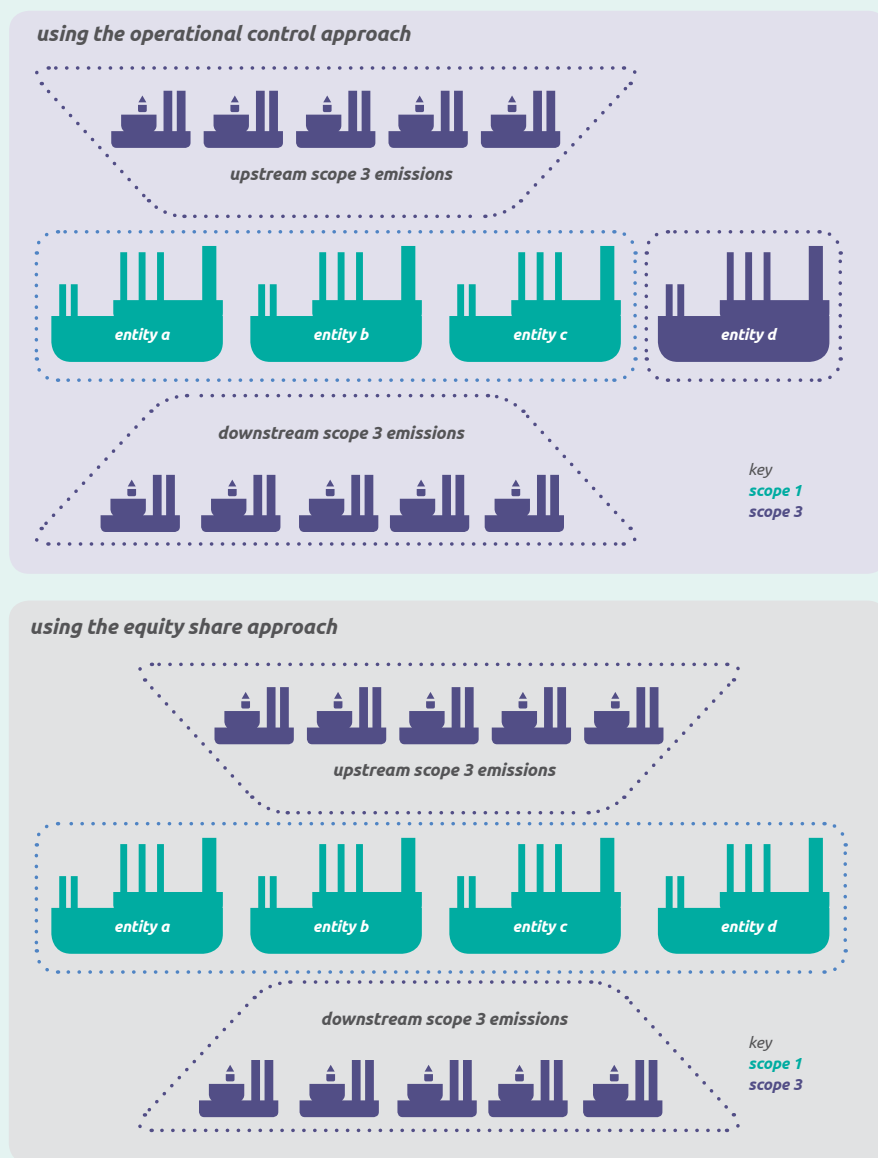 using the operational control approach
upstream scope 3 emissions
entity a
entity b
entity c
entity d
downstream scope 3 emissions
key
scope 1
scope 3
using the equity share approach
upstream scope 3 emissions
entity a
entity b
entity c
entity d
downstream scope 3 emissions
key
scope 1
scope 3